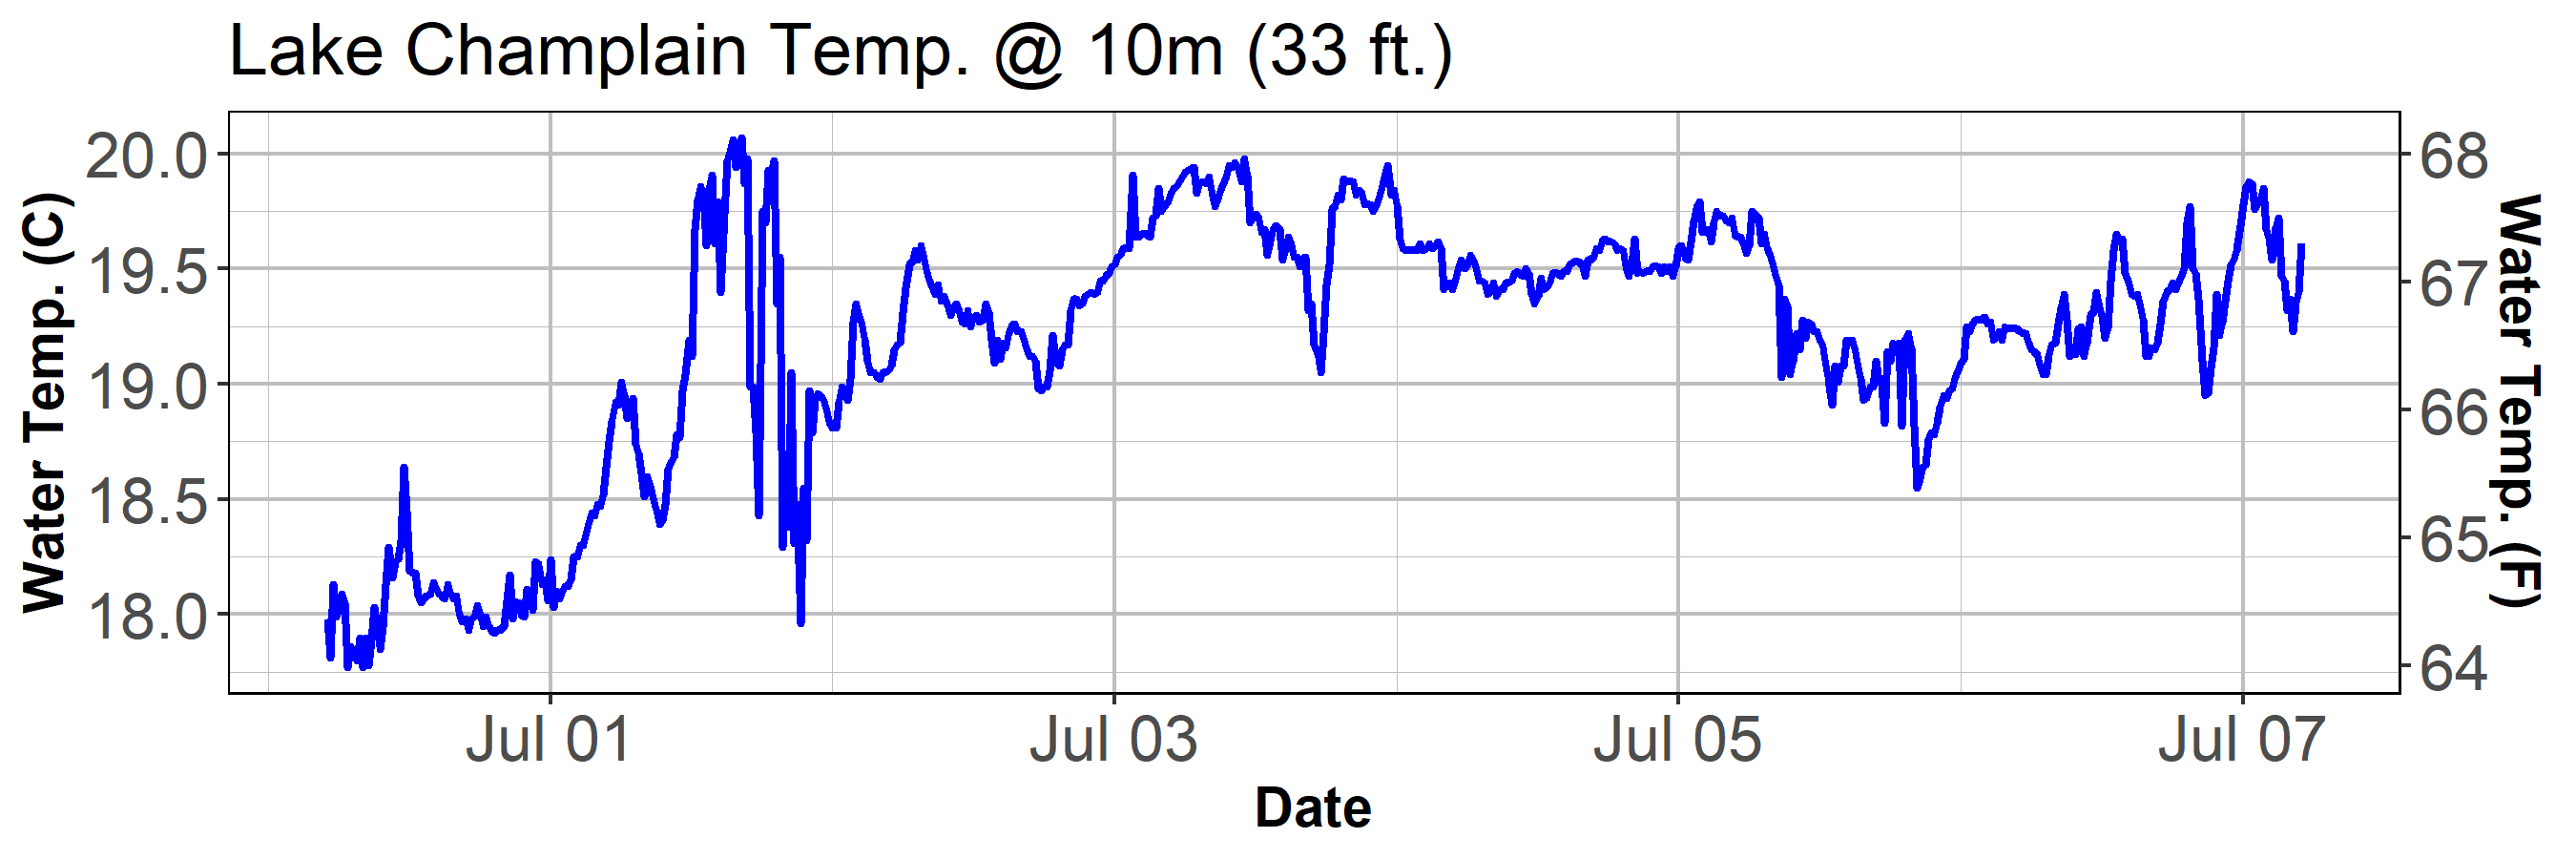 Lake Champlain Temp. @ 10m (33 ft.)
Water Temp. (C)
20.0
19.5
19.0
18.5
18.0
68
67
66
65
64
Water Temp. (F)
Jul 01
Jul 03
Jul 05
Jul 07
Date